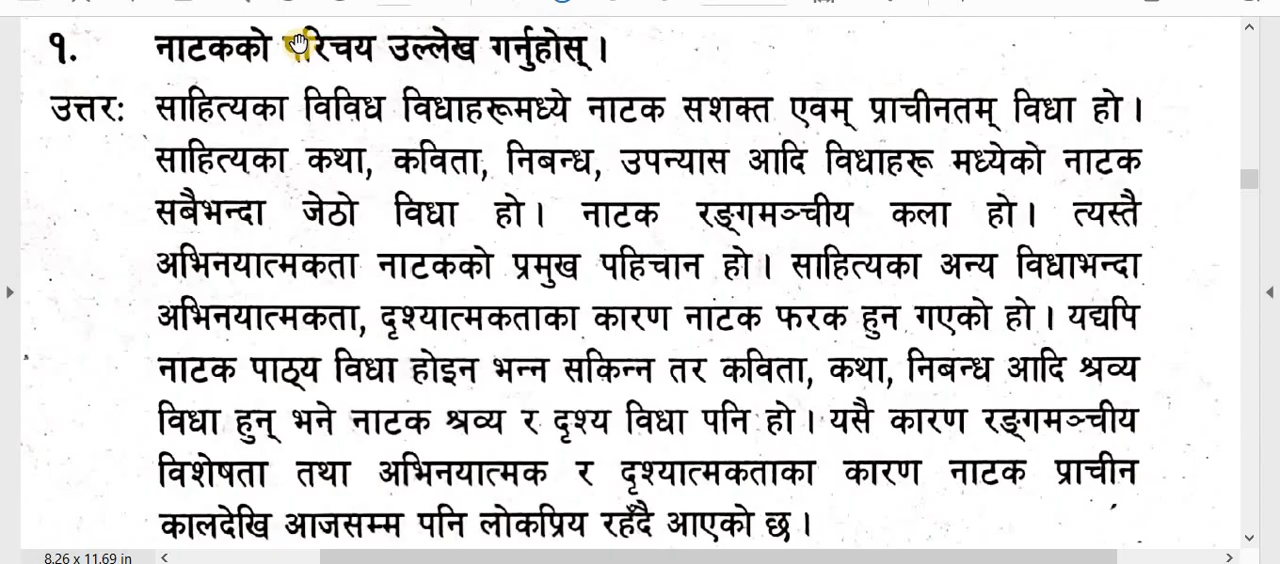 १. नाटकको परिचय उल्लेख गर्नुहोस् ।
उत्तर: साहित्यका विविध विधाहरूमध्ये नाटक सशक्त एवम् प्राचीनतम् विधा हो ।
साहित्यका कथा, कविता, निबन्ध, उपन्यास आदि विधाहरू मध्येको नाटक
सबैभन्दा जेठो विधा हो । नाटक रङ्गमञ्चीय कला हो । त्यस्तै
अभिनयात्मकता नाटकको प्रमुख पहिचान हो । साहित्यका अन्य विधाभन्दा
अभिनयात्मकता, दृश्यात्मकताका कारण नाटक फरक हुन गएको हो । यद्यपि
नाटक पाठ्य विधा होइन भन्न सकिन्न तर कविता, कथा, निबन्ध आदि श्रव्य
विधा हुन् भने नाटक श्रव्य र दृश्य विधा पनि हो । यसै कारण रङ्गमञ्चीय
विशेषता तथा अभिनयात्मक र दृश्यात्मकताका कारण नाटक प्राचीन
कालदेखि आजसम्म पनि लोकप्रिय रहँदै आएको छ ।
8.26 x 11.69 in